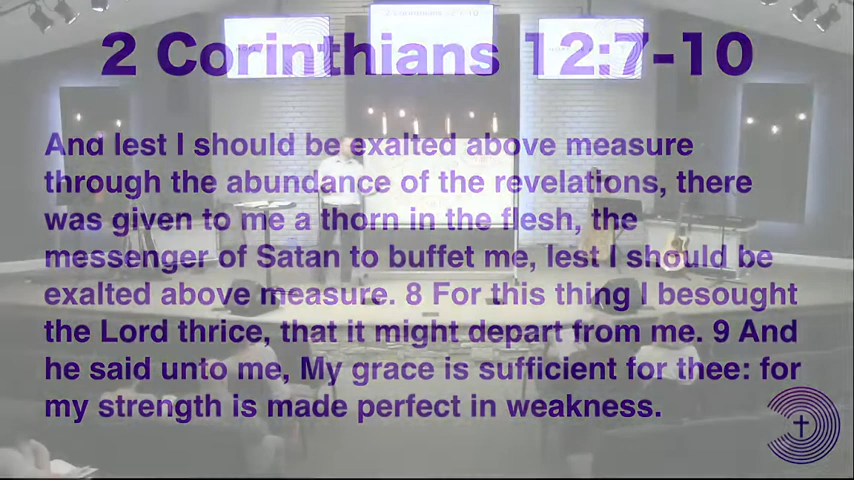 2 Corinthians 12:7-10
And lest I should be exalted above measure
through the abundance of the revelations, there
was given to me a thorn in the flesh, the
messenger of Satan to buffet me, lest I should be
exalted above measure. 8 For this thing I besought
the Lord thrice, that it might depart from me. 9 And
he said unto me, My grace is sufficient for thee: for
my strength is made perfect in weakness.